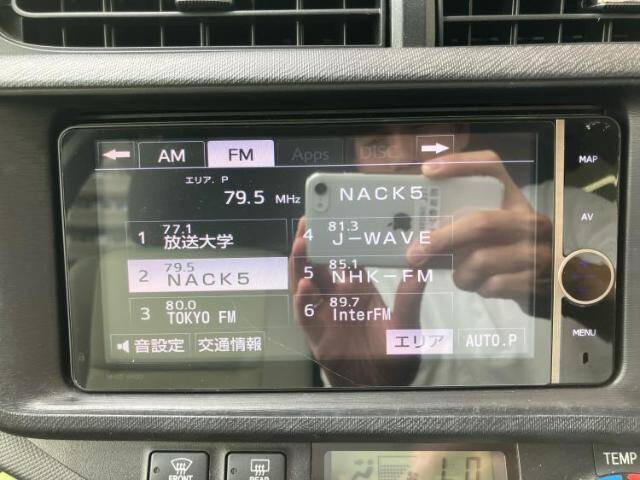 AM FM Apps DISC
エリア. P
79.5 MHz NACK5
77.1
1 放送大学
81.3
4 J-WAVE
79.5
2 NACK5
85.1
5 NHK-FM
80.0
3 TOKYO FM
89.7
6 InterFM
音設定 交通情報 エリア AUTO.P
MAP
AV
MENU
FRONT
REAR
TEMP